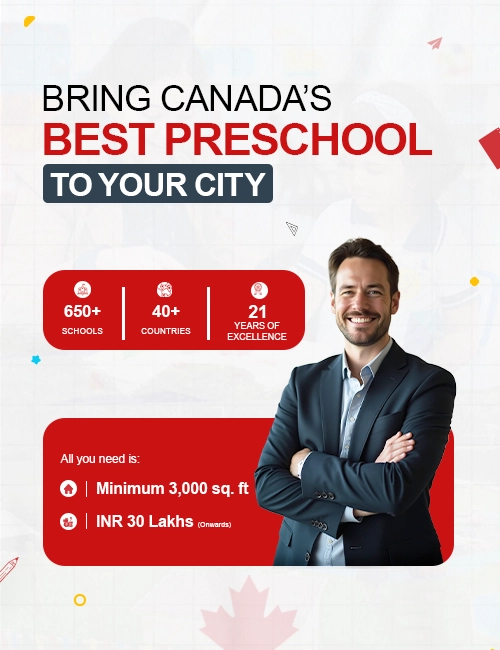 BRING CANADA'S
BEST PRESCHOOL
TO YOUR CITY
650+
SCHOOLS
40+
COUNTRIES
21
YEARS OF
EXCELLENCE
All you need is:
Minimum 3,000 sq. ft
INR 30 Lakhs (Onwards)